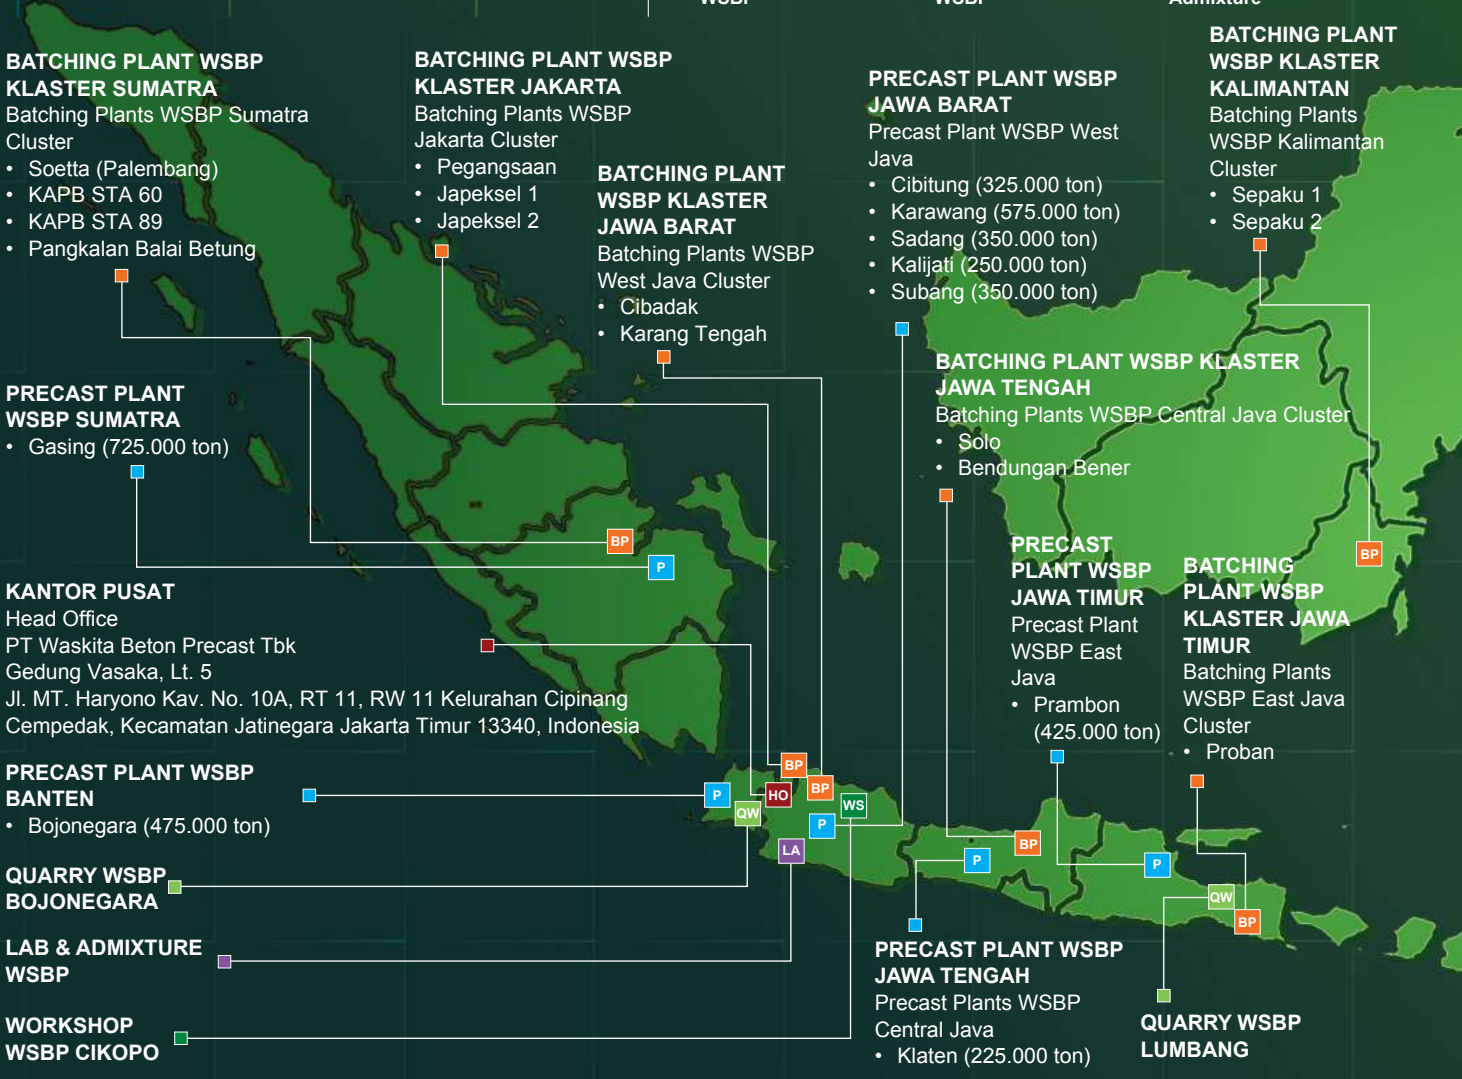 WSBP
WSBP
Admixture
BATCHING PLANT WSBP
KLASTER SUMATRA
Batching Plants WSBP Sumatra
Cluster
• Soetta (Palembang)
• KAPB STA 60
• KAPB STA 89
• Pangkalan Balai Betung
BATCHING PLANT WSBP
KLASTER JAKARTA
Batching Plants WSBP
Jakarta Cluster
• Pegangsaan
• Japeksel 1
• Japeksel 2
BATCHING PLANT
WSBP KLASTER
JAWA BARAT
Batching Plants WSBP
West Java Cluster
• Cibadak
• Karang Tengah
PRECAST PLANT WSBP
JAWA BARAT
Precast Plant WSBP West
Java
• Cibitung (325.000 ton)
• Karawang (575.000 ton)
• Sadang (350.000 ton)
• Kalijati (250.000 ton)
• Subang (350.000 ton)
BATCHING PLANT
WSBP KLASTER
KALIMANTAN
Batching Plants
WSBP Kalimantan
Cluster
• Sepaku 1
• Sepaku 2
PRECAST PLANT
WSBP SUMATRA
• Gasing (725.000 ton)
BATCHING PLANT WSBP KLASTER
JAWA TENGAH
Batching Plants WSBP Central Java Cluster
• Solo
• Bendungan Bener
BP
P
BP
KANTOR PUSAT
Head Office
PT Waskita Beton Precast Tbk
Gedung Vasaka, Lt. 5
Jl. MT. Haryono Kav. No. 10A, RT 11, RW 11 Kelurahan Cipinang
Cempedak, Kecamatan Jatinegara Jakarta Timur 13340, Indonesia
PRECAST
PLANT WSBP
JAWA TIMUR
Precast Plant
WSBP East
Java
• Prambon
(425.000 ton)
BATCHING
PLANT WSBP
KLASTER JAWA
TIMUR
Batching Plants
WSBP East Java
Cluster
• Proban
PRECAST PLANT WSBP
BANTEN
• Bojonegara (475.000 ton)
BP
P
HO
BP
QW
WS
P
LA
BP
P
P
QW
BP
QUARRY WSBP
BOJONEGARA
LAB & ADMIXTURE
WSBP
WORKSHOP
WSBP CIKOPO
PRECAST PLANT WSBP
JAWA TENGAH
Precast Plants WSBP
Central Java
• Klaten (225.000 ton)
QUARRY WSBP
LUMBANG